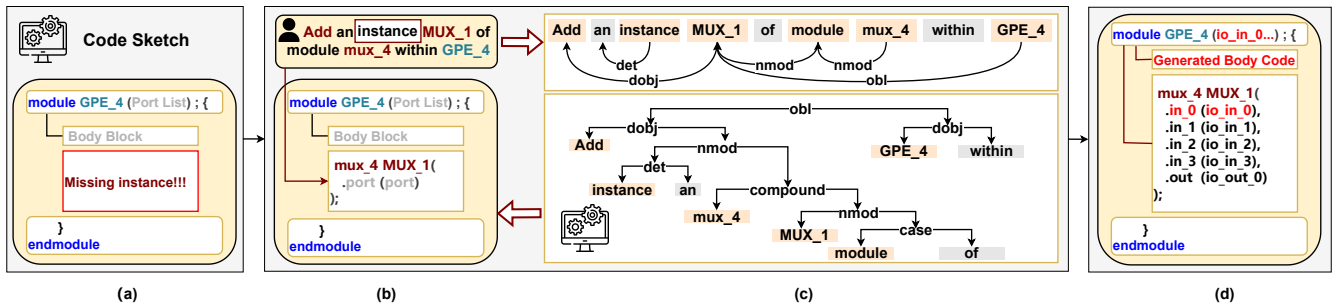 Code Sketch
module GPE_4 (Port List) ; {
Body Block
Missing instance!!!
}
endmodule
(a)
Add an instance MUX_1 of
module mux_4 within GPE_4
module GPE_4 (Port List) ; {
Body Block
mux_4 MUX_1(
.port (port)
);
}
endmodule
(b)
Add an instance MUX_1 of module mux_4 within GPE_4
det nmod nmod
dobj obl
obl
dobj dobj
Add nmod GPE_4 within
det
instance an compound
mux_4 nmod
MUX_1 case
module of
(c)
module GPE_4 (io_in_0...) ; {
Generated Body Code
mux_4 MUX_1(
.in_0 (io_in_0),
.in_1 (io_in_1),
.in_2 (io_in_2),
.in_3 (io_in_3),
.out (io_out_0)
);
}
endmodule
(d)